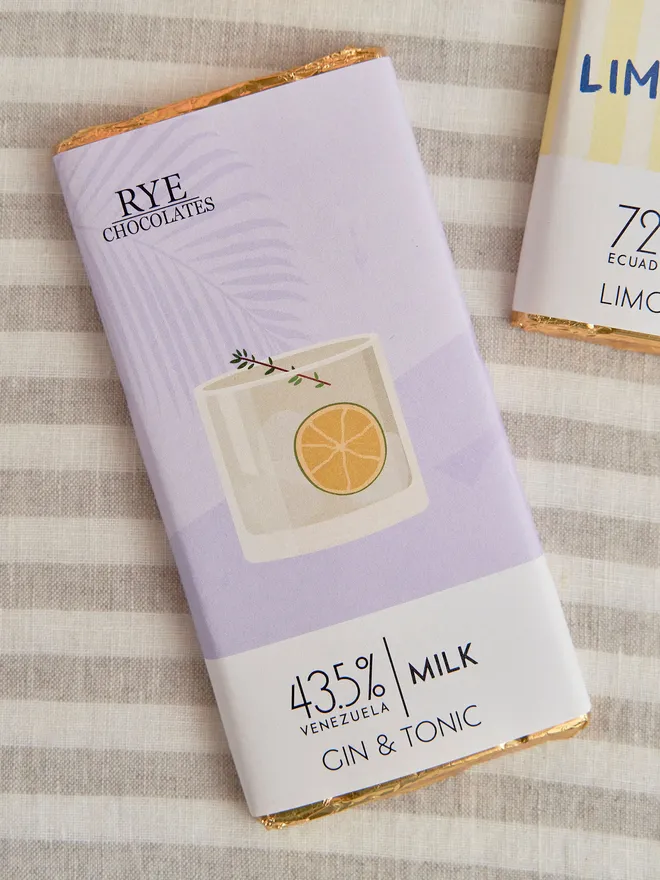 RYE
CHOCOLATES
43.5% | MILK
VENEZUELA
GIN & TONIC
LIM
72
ECUAD
LIMO